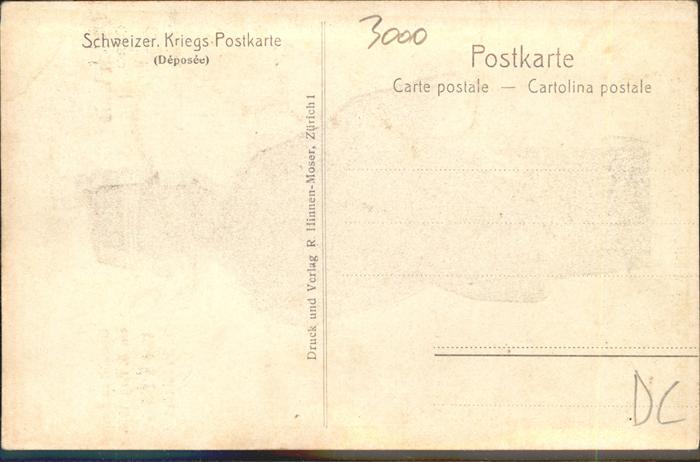 Schweizer. Kriegs-Postkarte
(Déposée)
Druck und Verlag R. Hinnen-Moser, Zürich 1
3000
Postkarte
Carte postale — Cartolina postale
DC